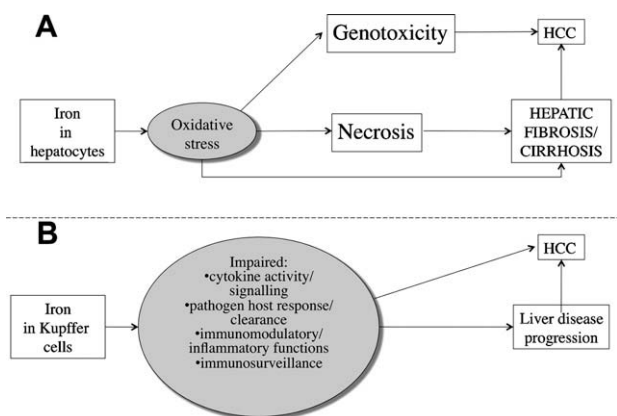 A
Genotoxicity
HCC
Iron
in
hepatocytes
Oxidative
stress
Necrosis
HEPATIC
FIBROSIS/
CIRRHOSIS
B
Iron
in Kupffer
cells
Impaired:
•cytokine activity/
signalling
•pathogen host response/
clearance
•immunomodulatory/
inflammatory functions
•immunosurveillance
HCC
Liver disease
progression